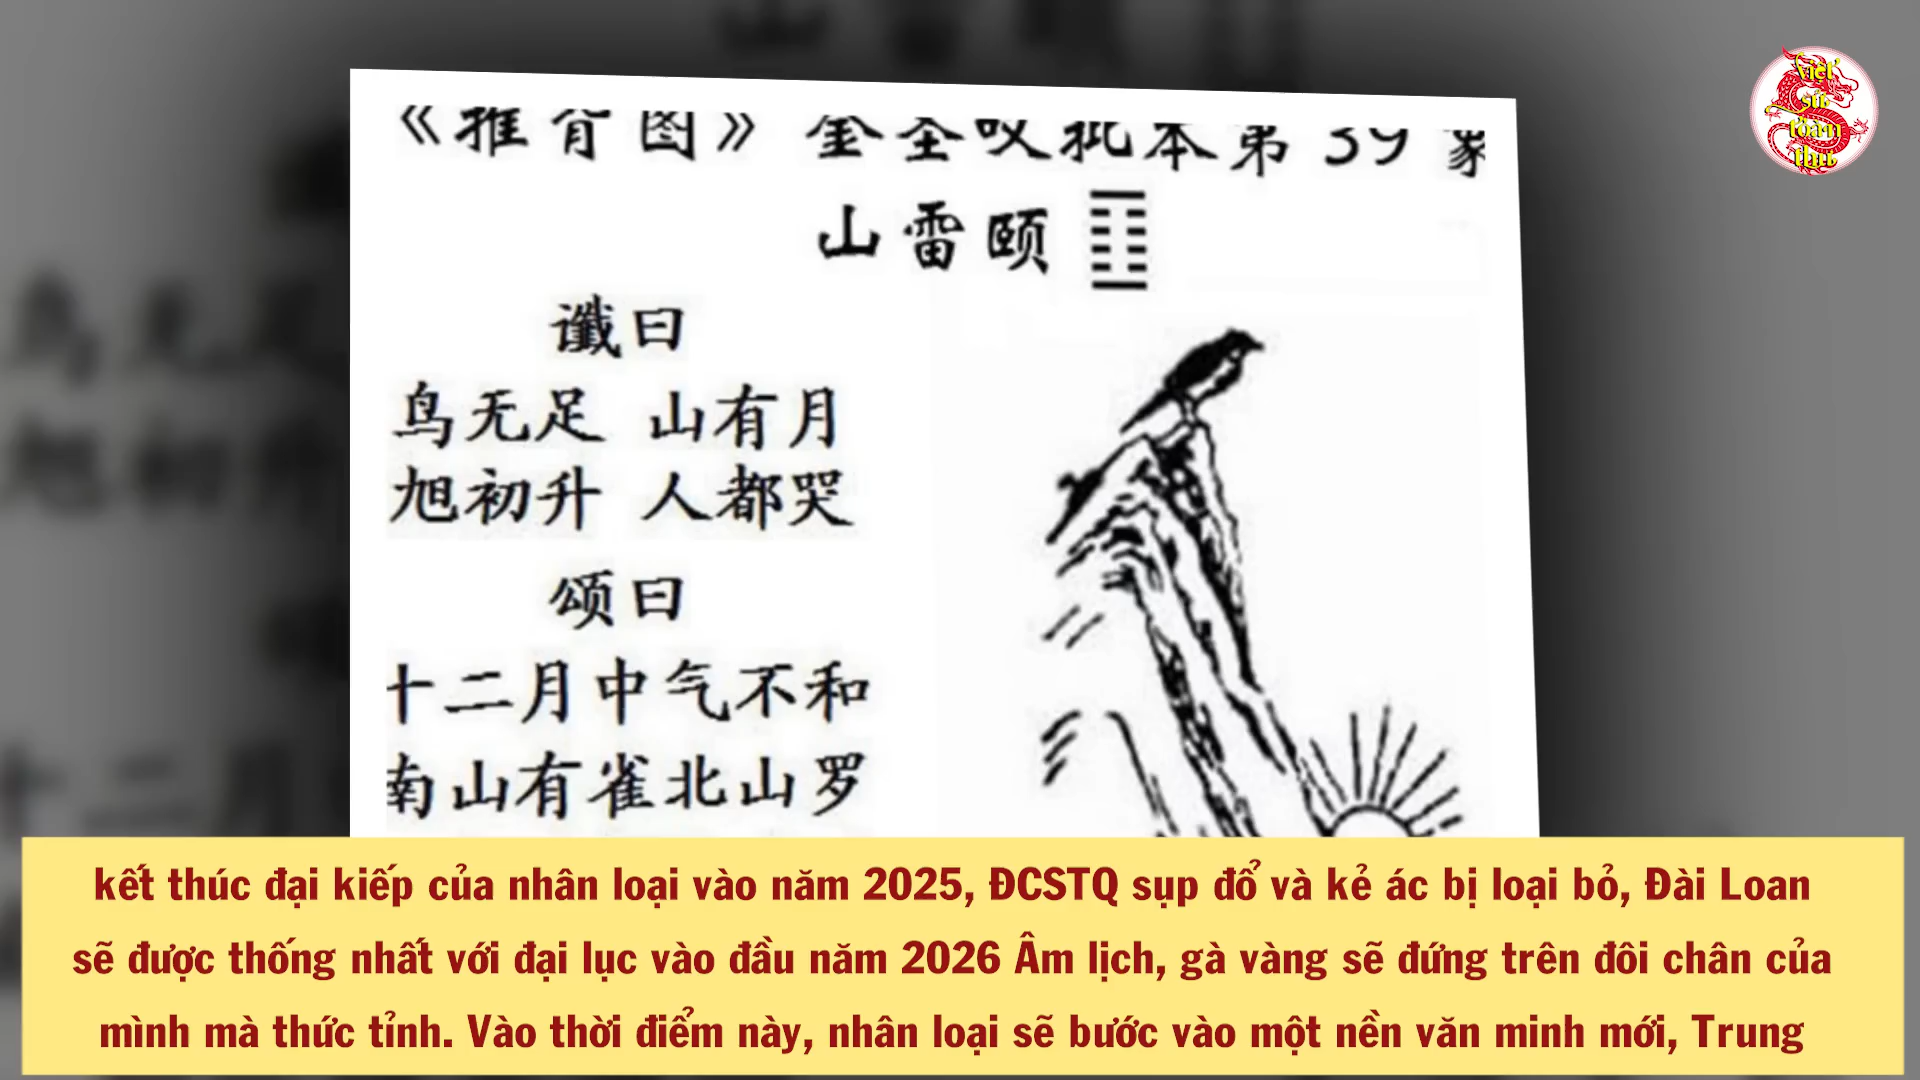 《推背图》金圣叹批本第 39 象
山雷颐
谶曰
鸟无足 山有月
旭初升 人都哭
颂曰
十二月中气不和
南山有雀北山罗
Việt
sử
toàn
thư
kết thúc đại kiếp của nhân loại vào năm 2025, ĐCSTQ sụp đổ và kẻ ác bị loại bỏ, Đài Loan
sẽ được thống nhất với đại lục vào đầu năm 2026 Âm lịch, gà vàng sẽ đứng trên đôi chân của
mình mà thức tỉnh. Vào thời điểm này, nhân loại sẽ bước vào một nền văn minh mới, Trung